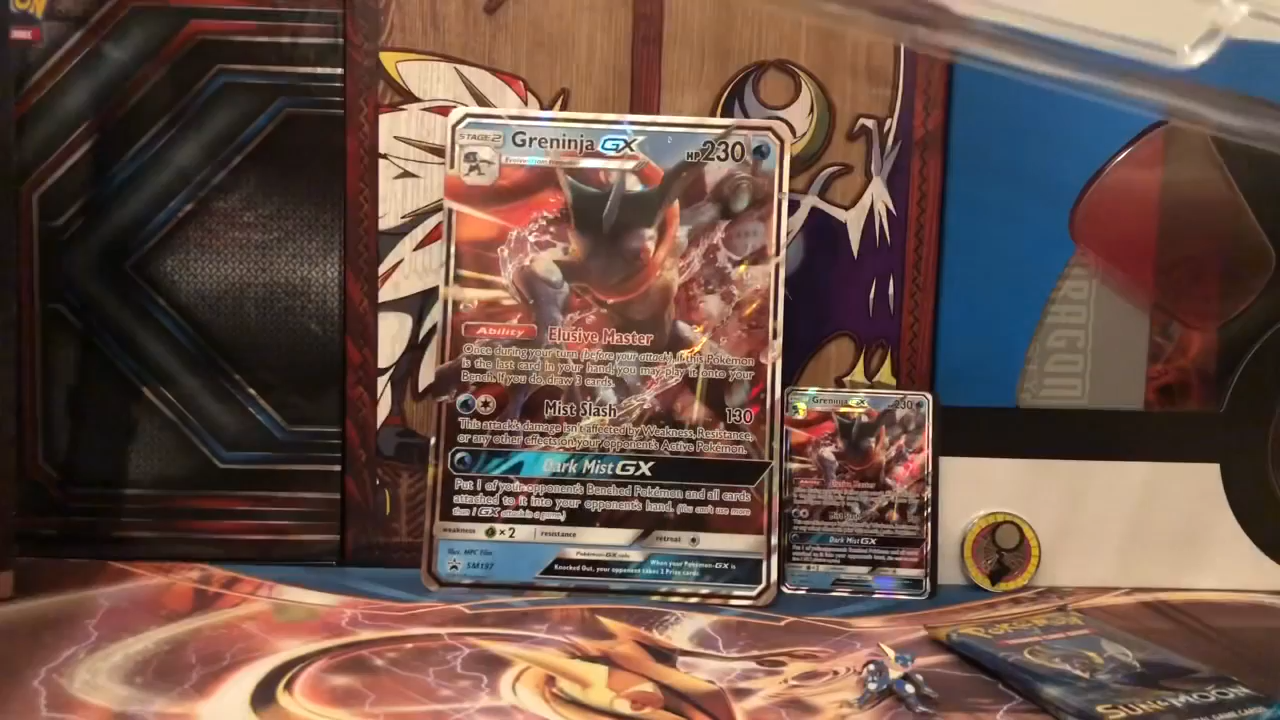 STAGE 2 Greninja GX HP 230
Ability Elusive Master
Once during your turn (before your attack), if this Pokémon
is the last card in your hand, you may play it onto your
Bench. If you do, draw 3 cards.
Mist Slash 130
This attack's damage isn't affected by Weakness, Resistance,
or any other effects on your opponent's Active Pokémon.
Dark Mist GX
Put 1 of your opponent's Benched Pokémon and all cards
attached to it into your opponent's hand. (You can't use more
than 1 GX attack in a game.)
weakness × 2 resistance retreat
Illus. MPC Film
SM197
Pokémon-GX rule
When your Pokémon-GX is
Knocked Out, your opponent takes 2 Prize cards.
Greninja GX 230
Elusive Master
Mist Slash
Dark Mist GX
DRAGON
Pokémon
SUN & MOON